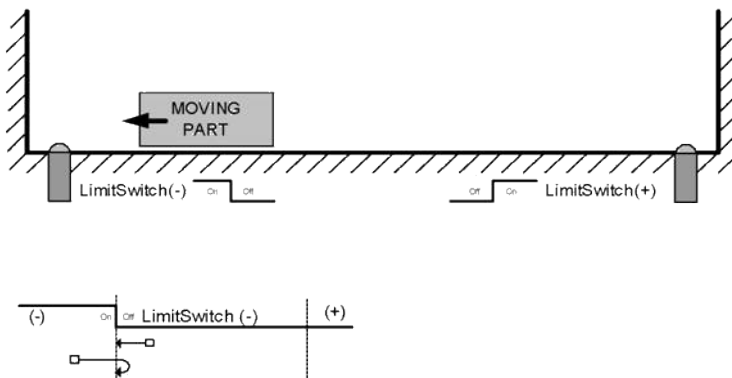 MOVING
PART
LimitSwitch(-) On Off
Off On LimitSwitch(+)
(-) On Off LimitSwitch (-) (+)